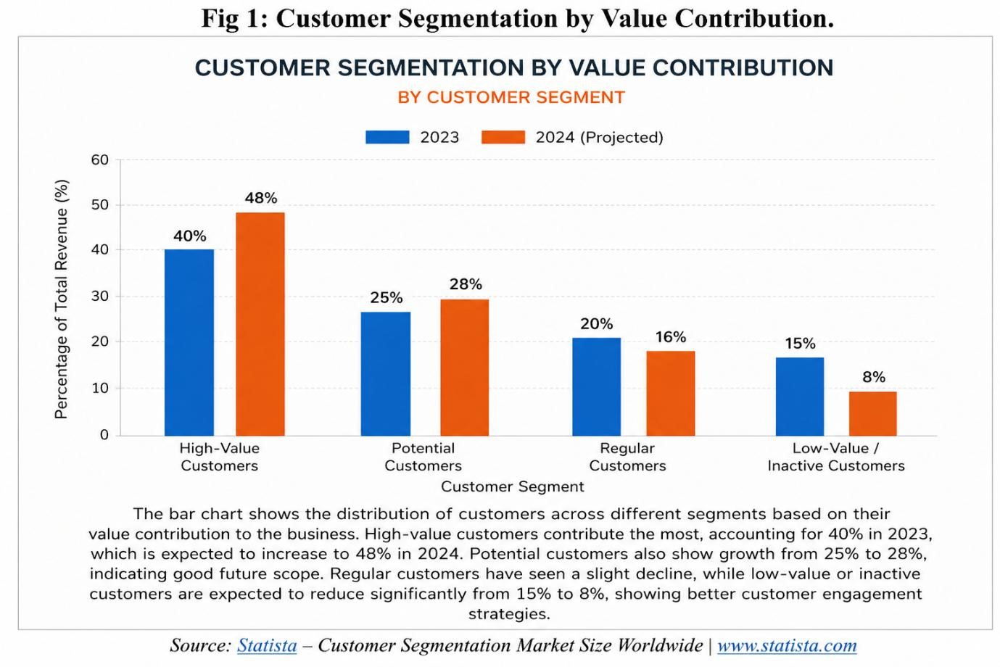 Fig 1: Customer Segmentation by Value Contribution.
CUSTOMER SEGMENTATION BY VALUE CONTRIBUTION
BY CUSTOMER SEGMENT
2023 2024 (Projected)
Percentage of Total Revenue (%)
60
50
40
30
20
10
0
40% 48%
25% 28%
20% 16%
15% 8%
High-Value
Customers
Potential
Customers
Regular
Customers
Low-Value /
Inactive Customers
Customer Segment
The bar chart shows the distribution of customers across different segments based on their
value contribution to the business. High-value customers contribute the most, accounting for 40% in 2023,
which is expected to increase to 48% in 2024. Potential customers also show growth from 25% to 28%,
indicating good future scope. Regular customers have seen a slight decline, while low-value or inactive
customers are expected to reduce significantly from 15% to 8%, showing better customer engagement
strategies.
Source: Statista – Customer Segmentation Market Size Worldwide | www.statista.com